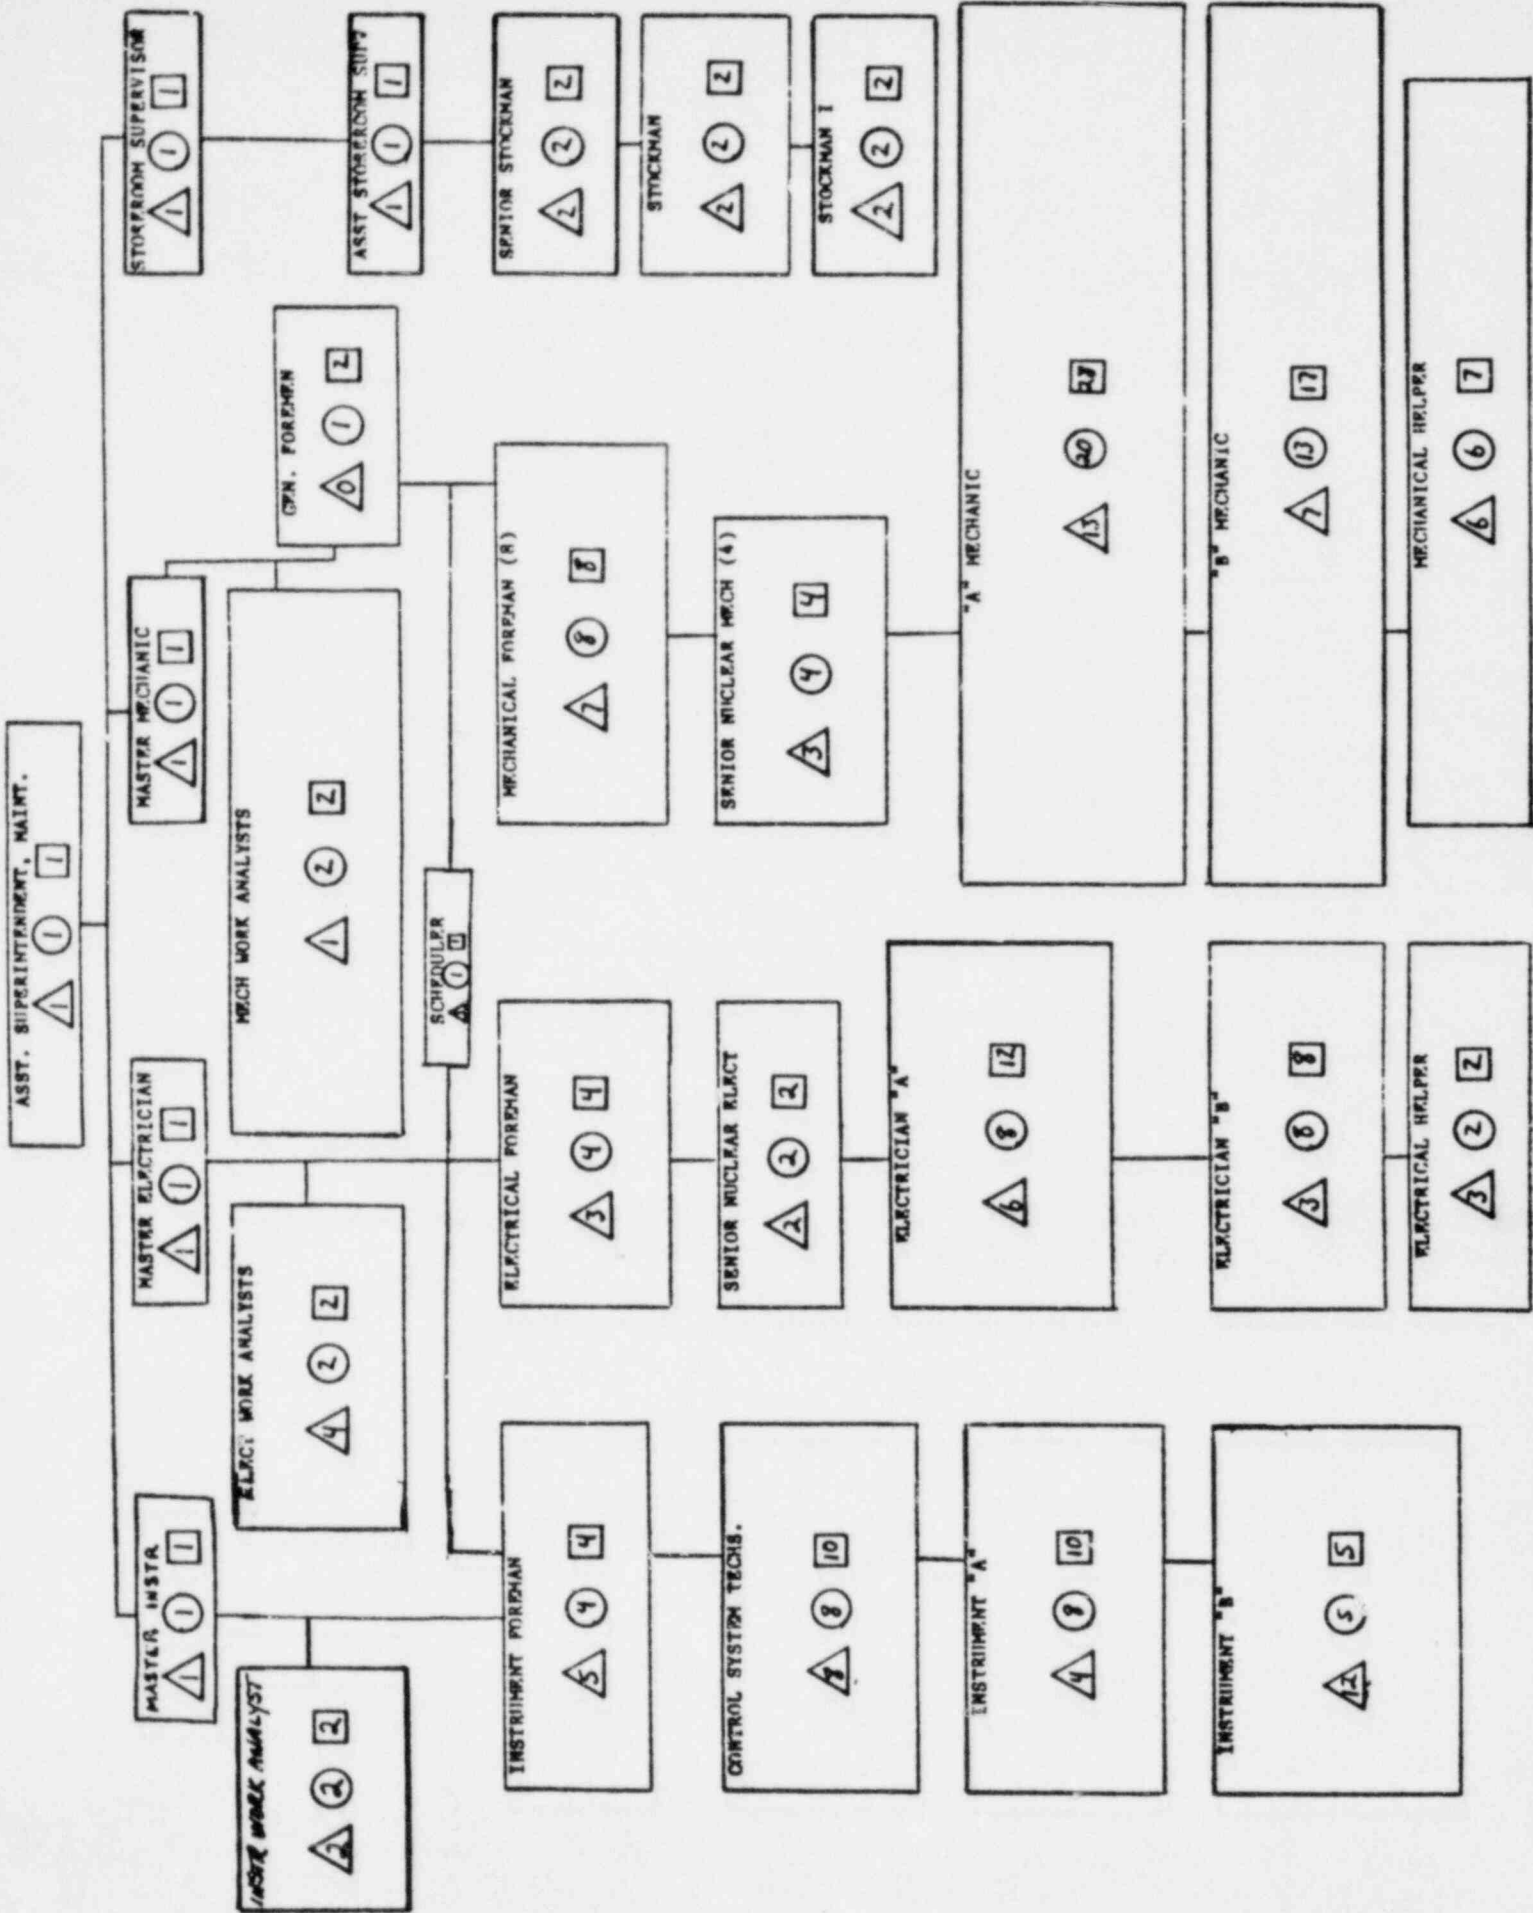 ASST. SUPERINTENDENT, MAINT.
1 1 1
MASTER INSTR
1 1 1
MASTER ELECTRICIAN
1 1 1
MASTER MECHANIC
1 1 1
STOREROOM SUPERVISOR
1 1 1
INSTR WORK ANALYST
2 2 2
ELECT WORK ANALYSTS
4 2 2
MECH WORK ANALYSTS
1 2 2
GEN. FOREMEN
0 1 2
ASST STOREROOM SUPT
1 1 1
SCHEDULER
1 1
INSTRUMENT FOREMAN
5 4 4
ELECTRICAL FOREMAN
3 4 4
MECHANICAL FOREMAN (8)
7 8 8
SENIOR STOCKMAN
2 2 2
CONTROL SYSTEM TECHS.
8 8 10
SENIOR NUCLEAR ELECT
2 2 2
SENIOR NUCLEAR MECH (4)
3 4 4
STOCKMAN
2 2 2
STOCKMAN I
2 2 2
INSTRUMENT "A"
4 8 10
ELECTRICIAN "A"
6 8 12
"A" MECHANIC
13 20 28
INSTRUMENT "B"
12 5 5
ELECTRICIAN "B"
3 8 8
"B" MECHANIC
7 13 17
ELECTRICAL HELPER
3 2 2
MECHANICAL HELPER
6 6 7